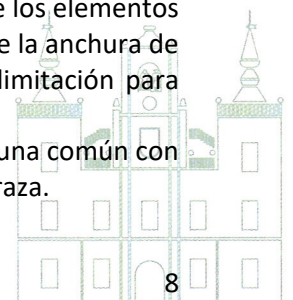 e los elementos
e la anchura de
limitación para
una común con
raza.
8